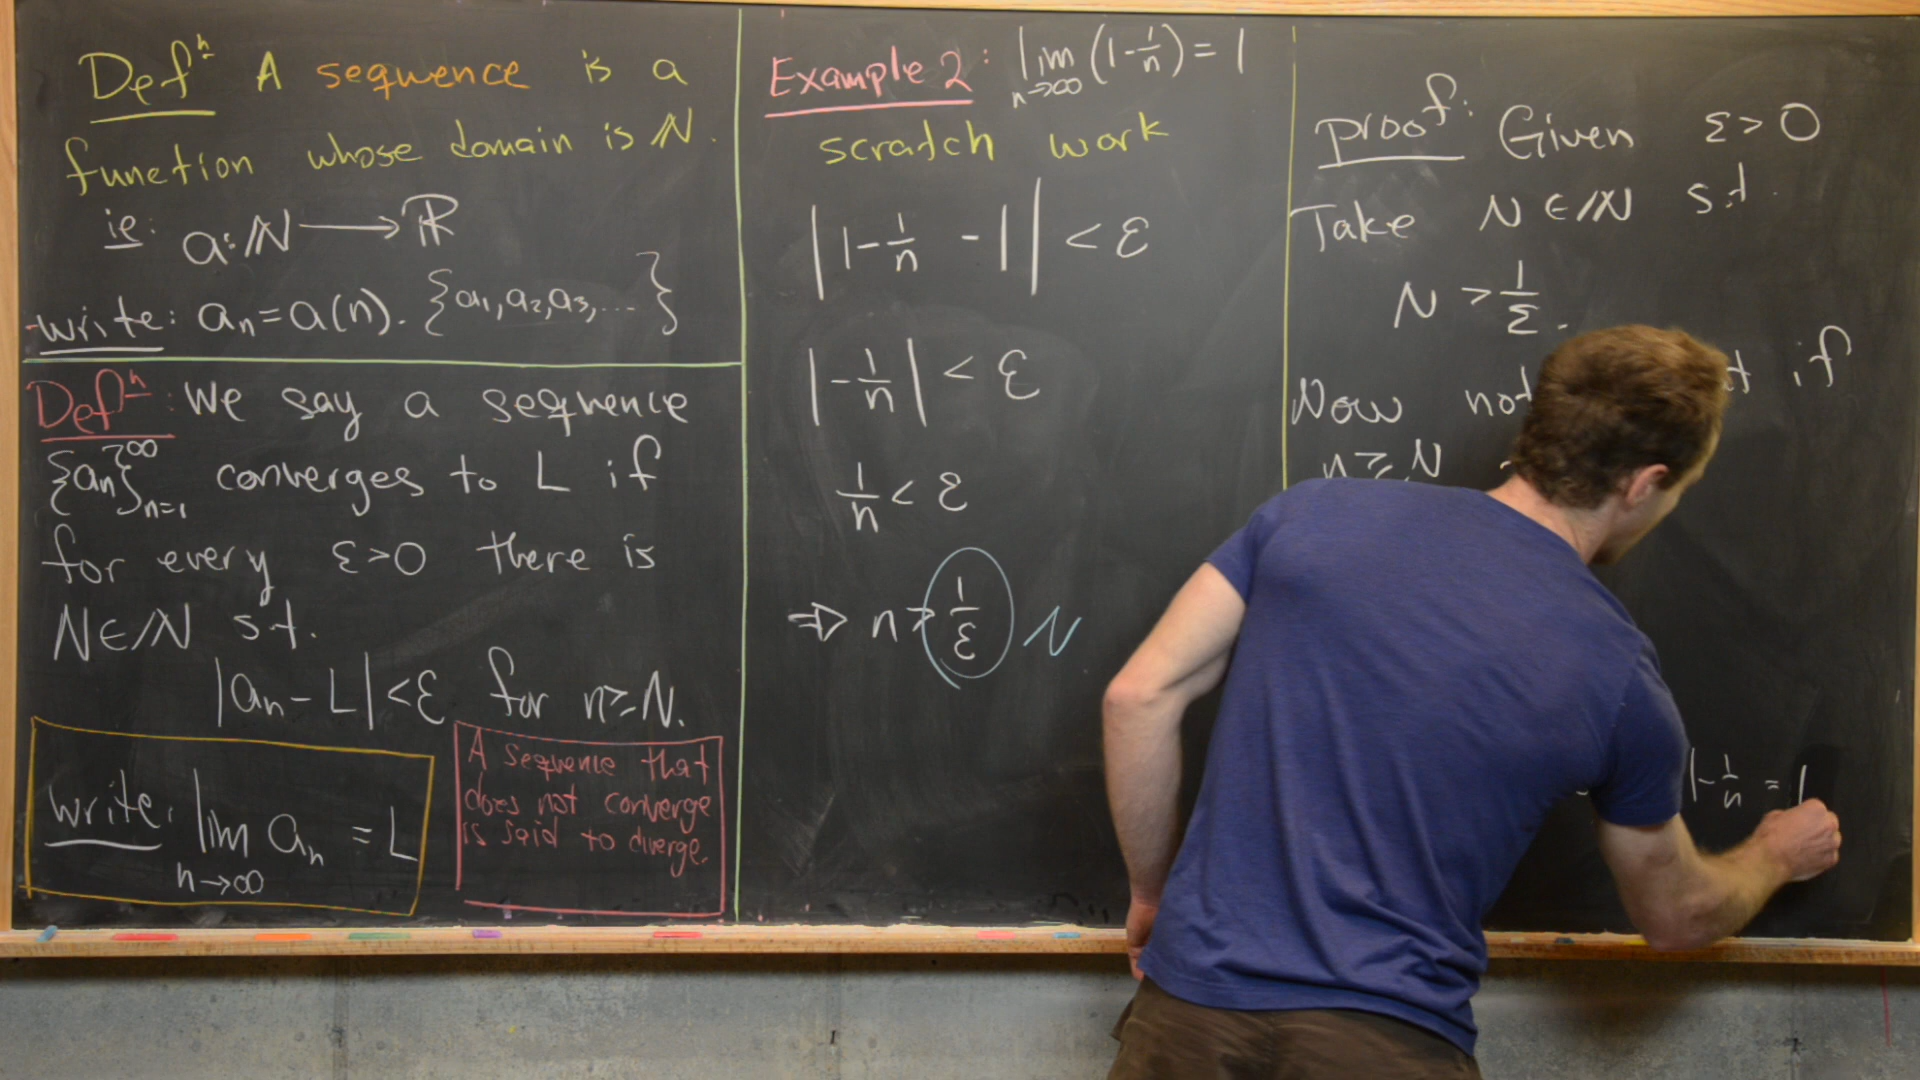 Defⁿ A sequence is a
function whose domain is ℕ.
ie: a: ℕ → ℝ
write: aₙ = a(n). {a₁, a₂, a₃, ... }
Defⁿ: We say a sequence
{aₙ}ₙ₌₁^∞ converges to L if
for every ε > 0 there is
N ∈ ℕ s.t.
|aₙ - L| < ε for n ≥ N.
write: lim aₙ = L
n→∞
A sequence that
does not converge
is said to diverge.
Example 2: lim (1 - 1/n) = 1
n→∞
scratch work
|1 - 1/n - 1| < ε
|-1/n| < ε
1/n < ε
⇒ n > 1/ε N
proof: Given ε > 0
Take N ∈ ℕ s.t.
N > 1/ε.
Now if
n ≥ N
1 - 1/n = 1